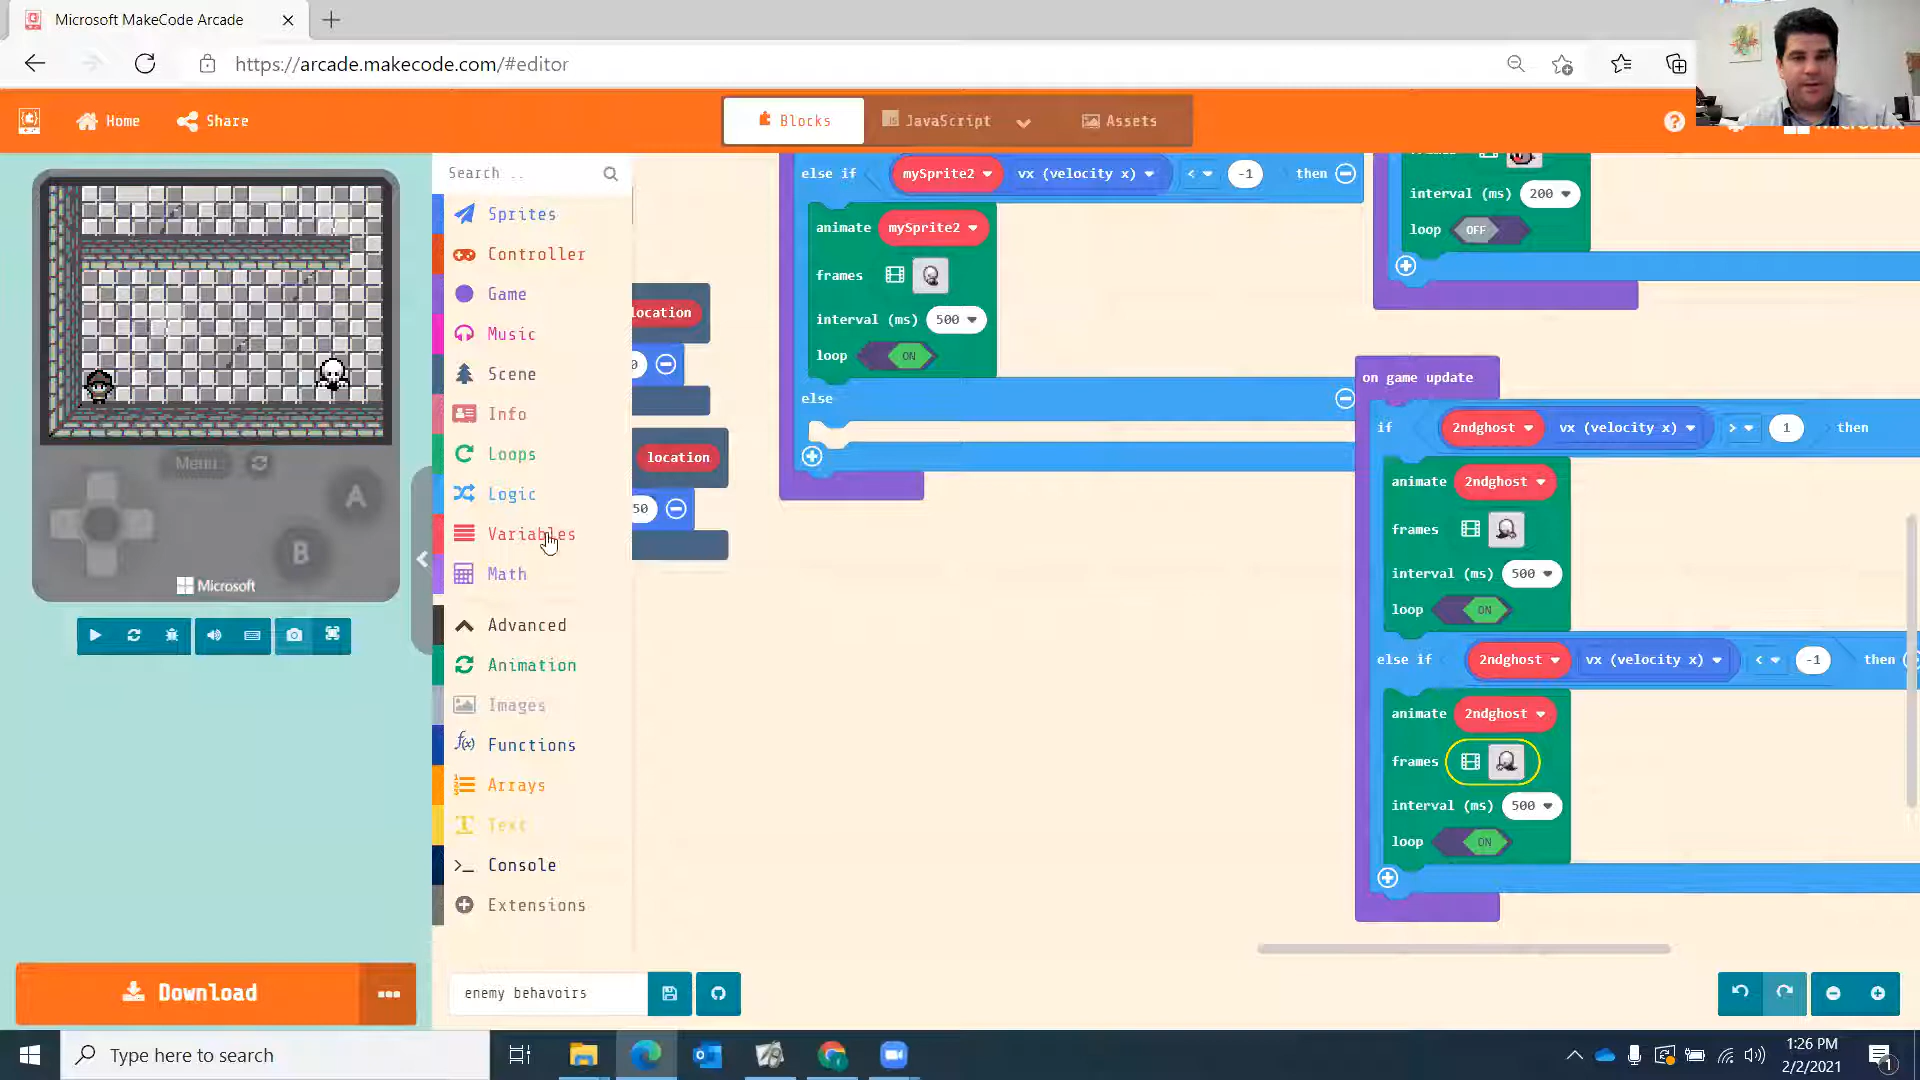 Microsoft MakeCode Arcade
https://arcade.makecode.com/#editor
Home
Share
Blocks
JavaScript
Assets
Search ..
Sprites
Controller
Game
Music
Scene
Info
Loops
Logic
Variables
Math
Advanced
Animation
Images
Functions
Arrays
Text
Console
Extensions
Menu
A
B
Microsoft
Download
enemy behavoirs
location
location
50
else if mySprite2 vx (velocity x) < -1 then
animate mySprite2
frames
interval (ms) 500
loop ON
else
interval (ms) 200
loop OFF
on game update
if 2ndghost vx (velocity x) > 1 then
animate 2ndghost
frames
interval (ms) 500
loop ON
else if 2ndghost vx (velocity x) < -1 then
animate 2ndghost
frames
interval (ms) 500
loop ON
Type here to search
1:26 PM
2/2/2021
1